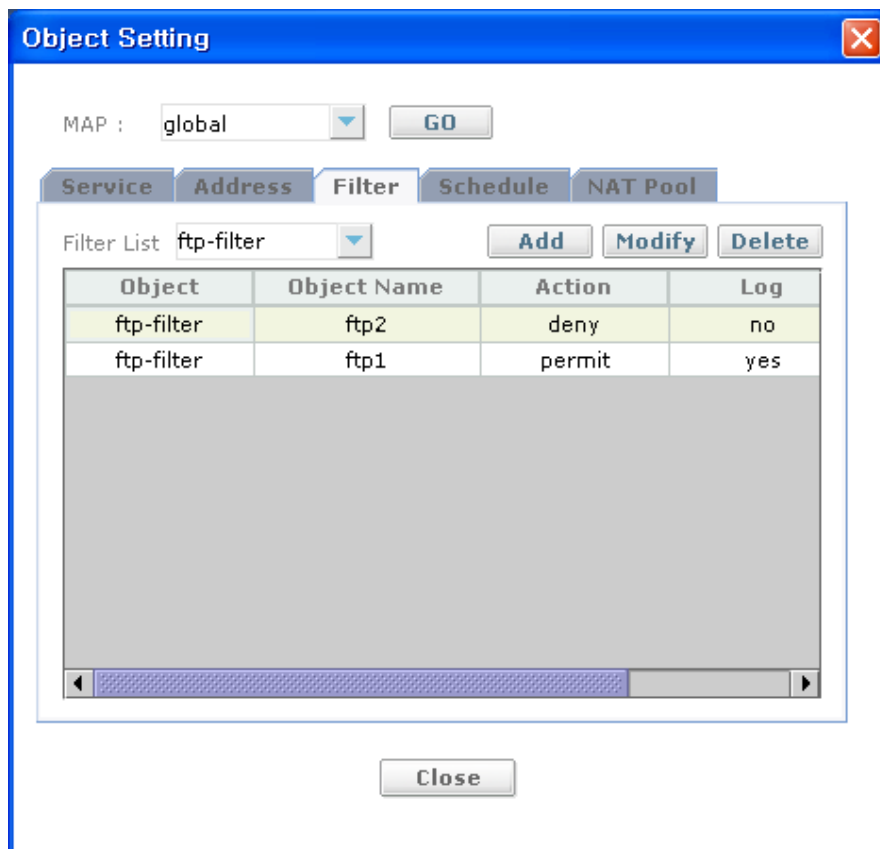 Object Setting
MAP : global GO
Service Address Filter Schedule NAT Pool
Filter List ftp-filter Add Modify Delete
Object Object Name Action Log
ftp-filter ftp2 deny no
ftp-filter ftp1 permit yes
Close